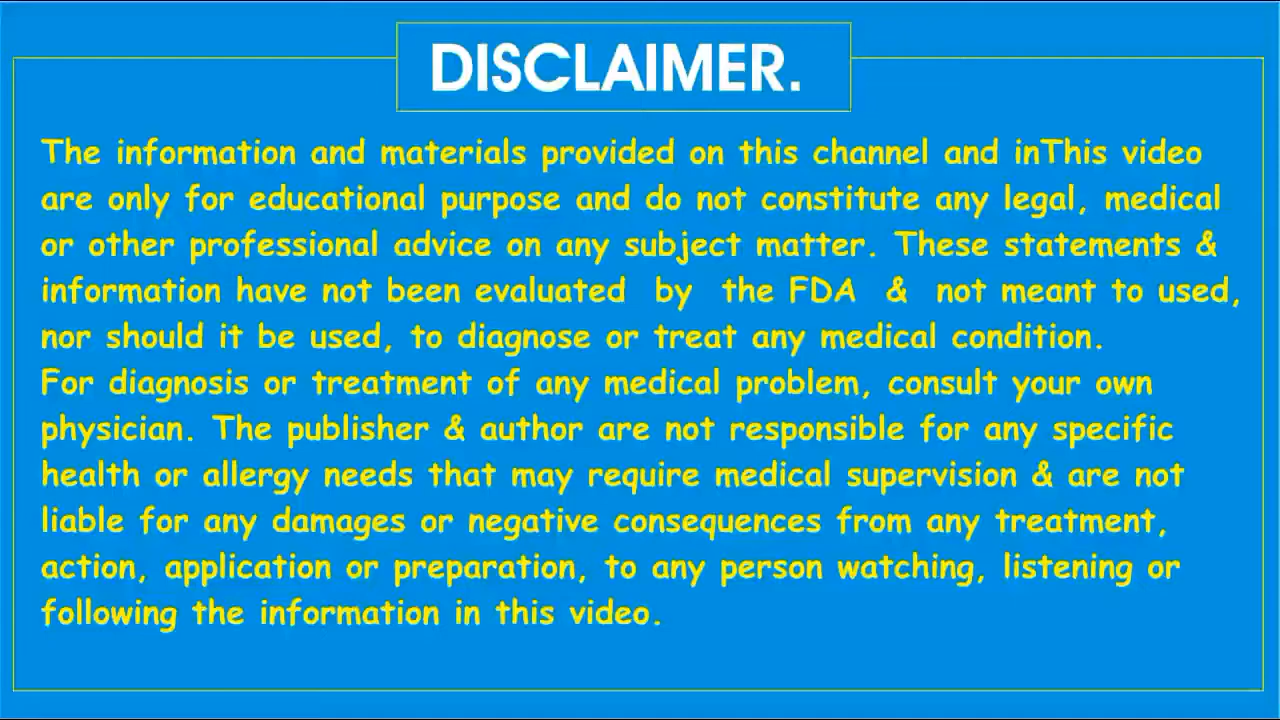 DISCLAIMER.
The information and materials provided on this channel and inThis video
are only for educational purpose and do not constitute any legal, medical
or other professional advice on any subject matter. These statements &
information have not been evaluated by the FDA & not meant to used,
nor should it be used, to diagnose or treat any medical condition.
For diagnosis or treatment of any medical problem, consult your own
physician. The publisher & author are not responsible for any specific
health or allergy needs that may require medical supervision & are not
liable for any damages or negative consequences from any treatment,
action, application or preparation, to any person watching, listening or
following the information in this video.